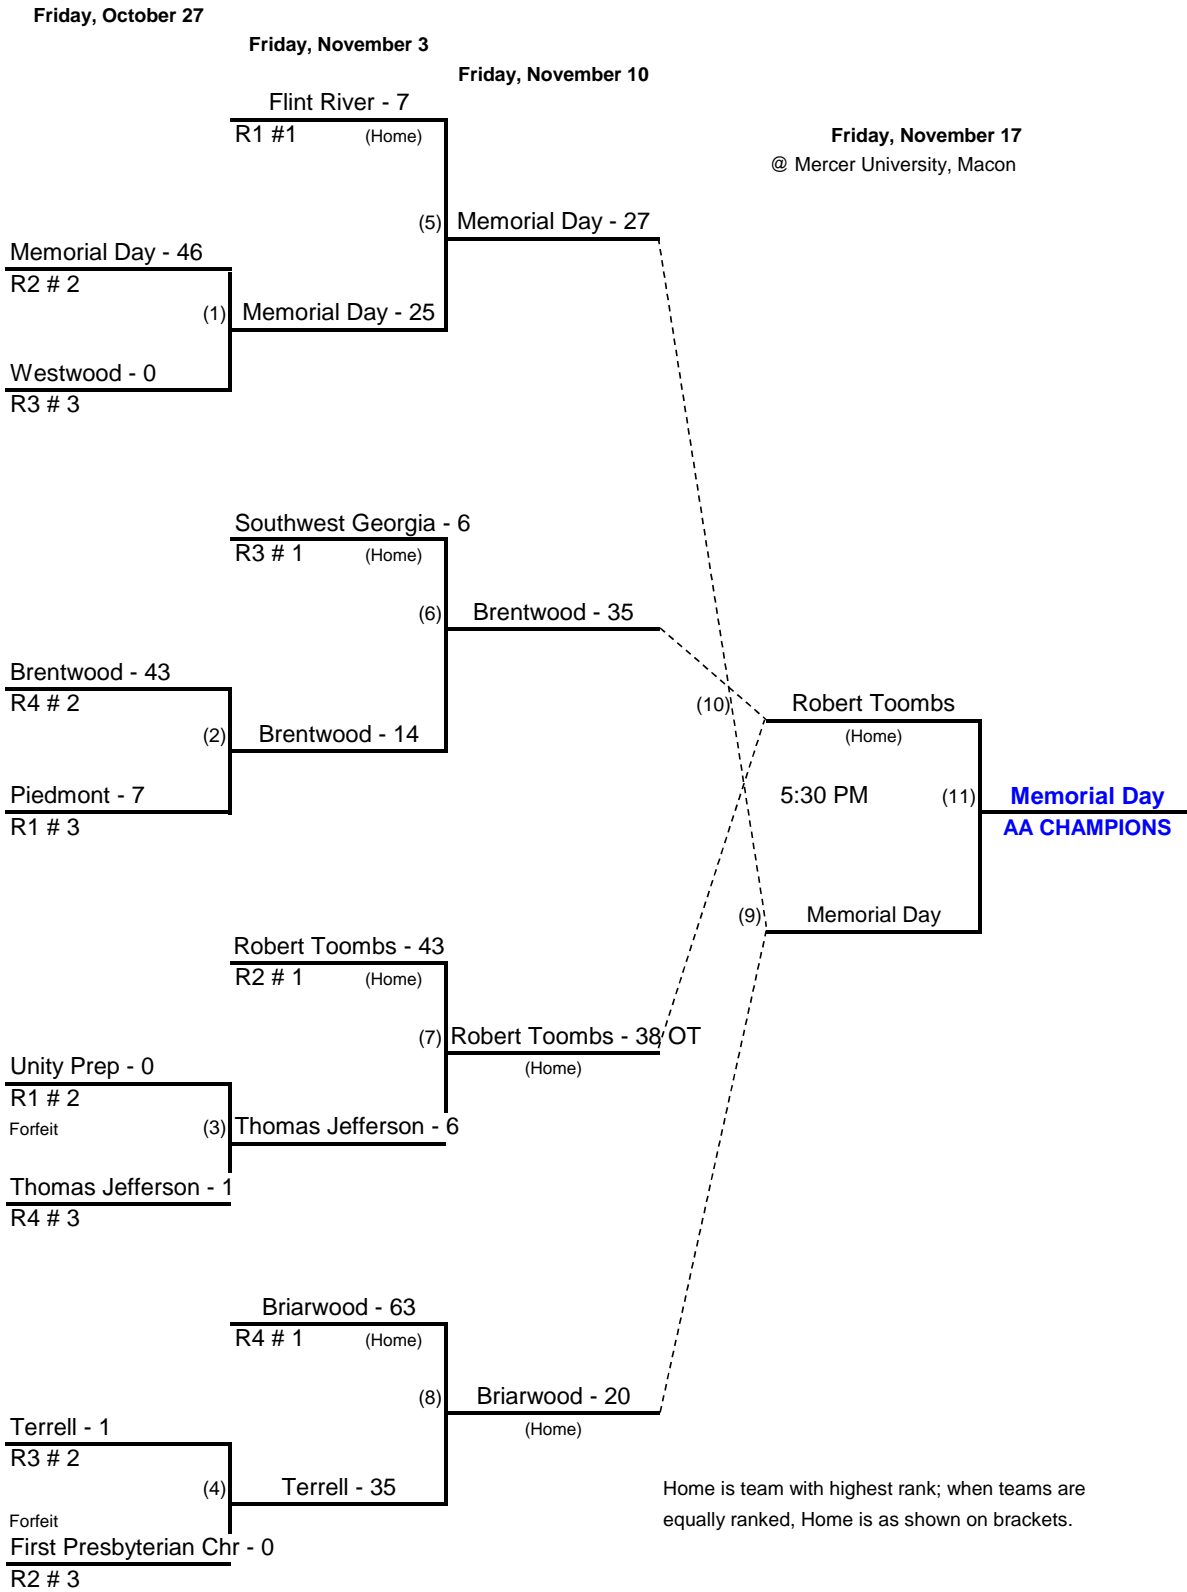 Friday, October 27
Friday, November 3
Friday, November 10
Flint River - 7
R1 #1 (Home)
Friday, November 17
@ Mercer University, Macon
(5) Memorial Day - 27
Memorial Day - 46
R2 # 2
(1) Memorial Day - 25
Westwood - 0
R3 # 3
Southwest Georgia - 6
R3 # 1 (Home)
(6) Brentwood - 35
Brentwood - 43
R4 # 2
(10) Robert Toombs
(2) Brentwood - 14 (Home)
Piedmont - 7
5:30 PM (11) Memorial Day
R1 # 3
AA CHAMPIONS
(9) Memorial Day
Robert Toombs - 43
R2 # 1 (Home)
(7) Robert Toombs - 38 OT
(Home)
Unity Prep - 0
R1 # 2
Forfeit (3) Thomas Jefferson - 6
Thomas Jefferson - 1
R4 # 3
Briarwood - 63
R4 # 1 (Home)
(8) Briarwood - 20
(Home)
Terrell - 1
R3 # 2
(4) Terrell - 35
Home is team with highest rank; when teams are
equally ranked, Home is as shown on brackets.
Forfeit
First Presbyterian Chr - 0
R2 # 3